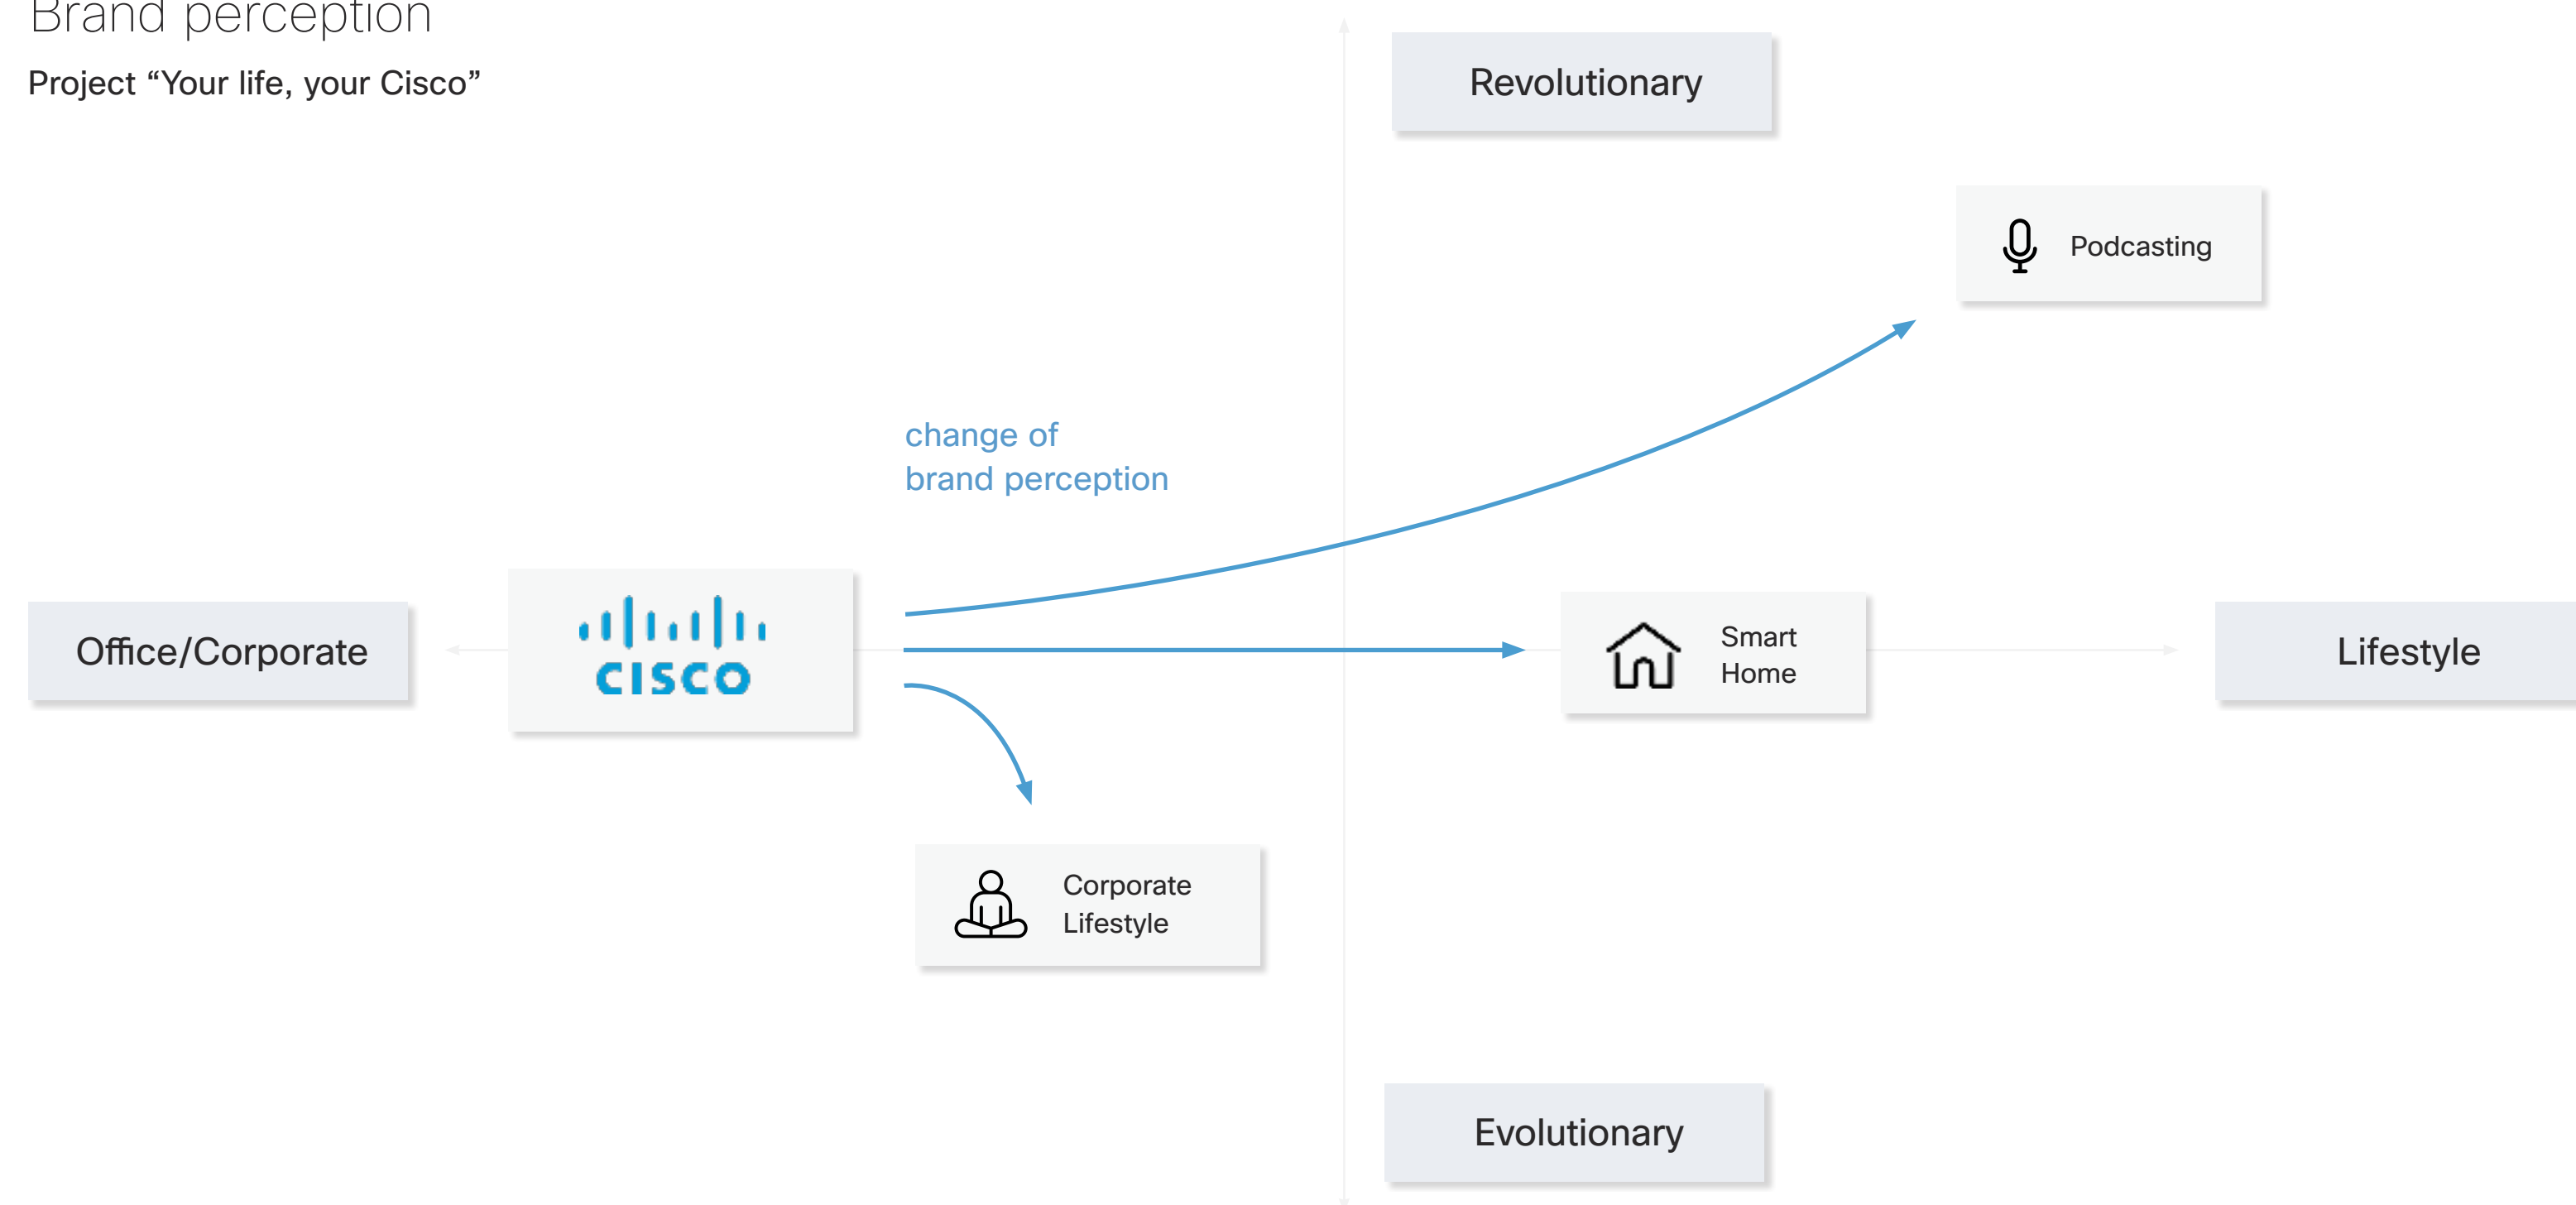 Brand perception
Project “Your life, your Cisco”
Revolutionary
Podcasting
change of
brand perception
Office/Corporate
CISCO
Smart
Home
Lifestyle
Corporate
Lifestyle
Evolutionary